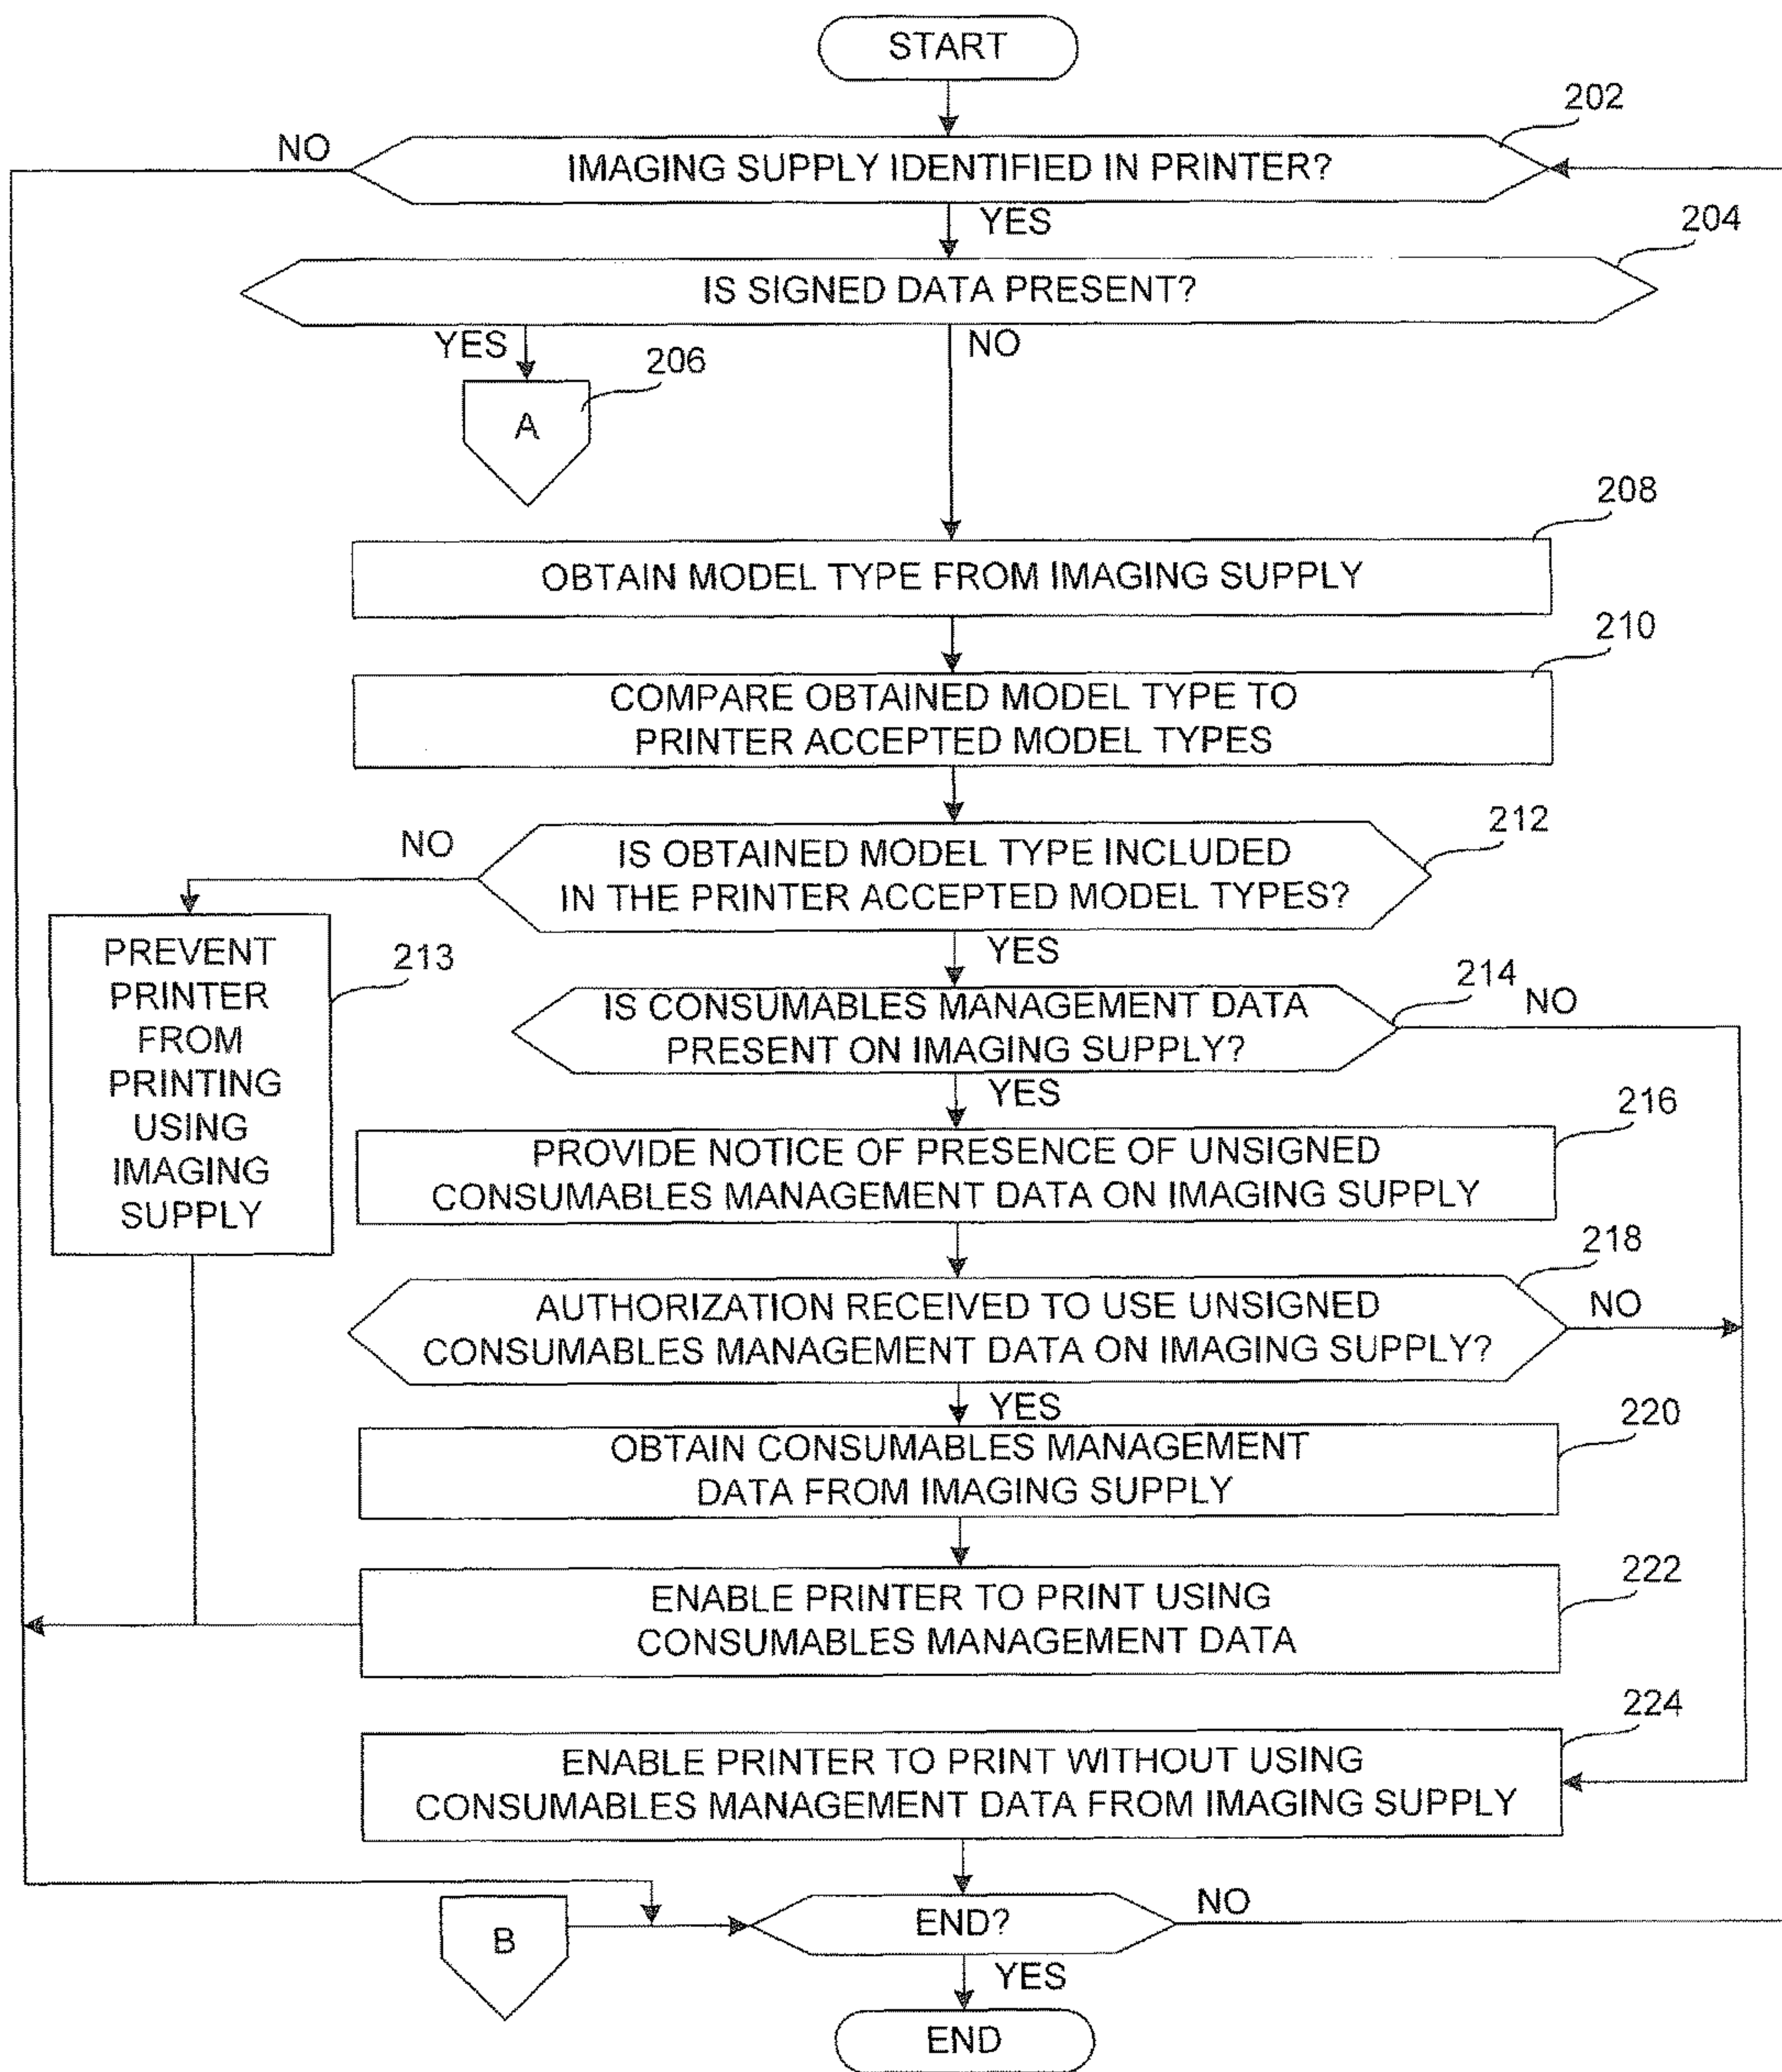 START
202
NO
IMAGING SUPPLY IDENTIFIED IN PRINTER?
YES
204
IS SIGNED DATA PRESENT?
YES
NO
206
A
208
OBTAIN MODEL TYPE FROM IMAGING SUPPLY
210
COMPARE OBTAINED MODEL TYPE TO
PRINTER ACCEPTED MODEL TYPES
212
NO
IS OBTAINED MODEL TYPE INCLUDED
IN THE PRINTER ACCEPTED MODEL TYPES?
YES
PREVENT
PRINTER
FROM
PRINTING
USING
IMAGING
SUPPLY
213
214
IS CONSUMABLES MANAGEMENT DATA
PRESENT ON IMAGING SUPPLY?
NO
YES
216
PROVIDE NOTICE OF PRESENCE OF UNSIGNED
CONSUMABLES MANAGEMENT DATA ON IMAGING SUPPLY
218
AUTHORIZATION RECEIVED TO USE UNSIGNED
CONSUMABLES MANAGEMENT DATA ON IMAGING SUPPLY?
NO
YES
220
OBTAIN CONSUMABLES MANAGEMENT
DATA FROM IMAGING SUPPLY
222
ENABLE PRINTER TO PRINT USING
CONSUMABLES MANAGEMENT DATA
224
ENABLE PRINTER TO PRINT WITHOUT USING
CONSUMABLES MANAGEMENT DATA FROM IMAGING SUPPLY
B
END?
NO
YES
END